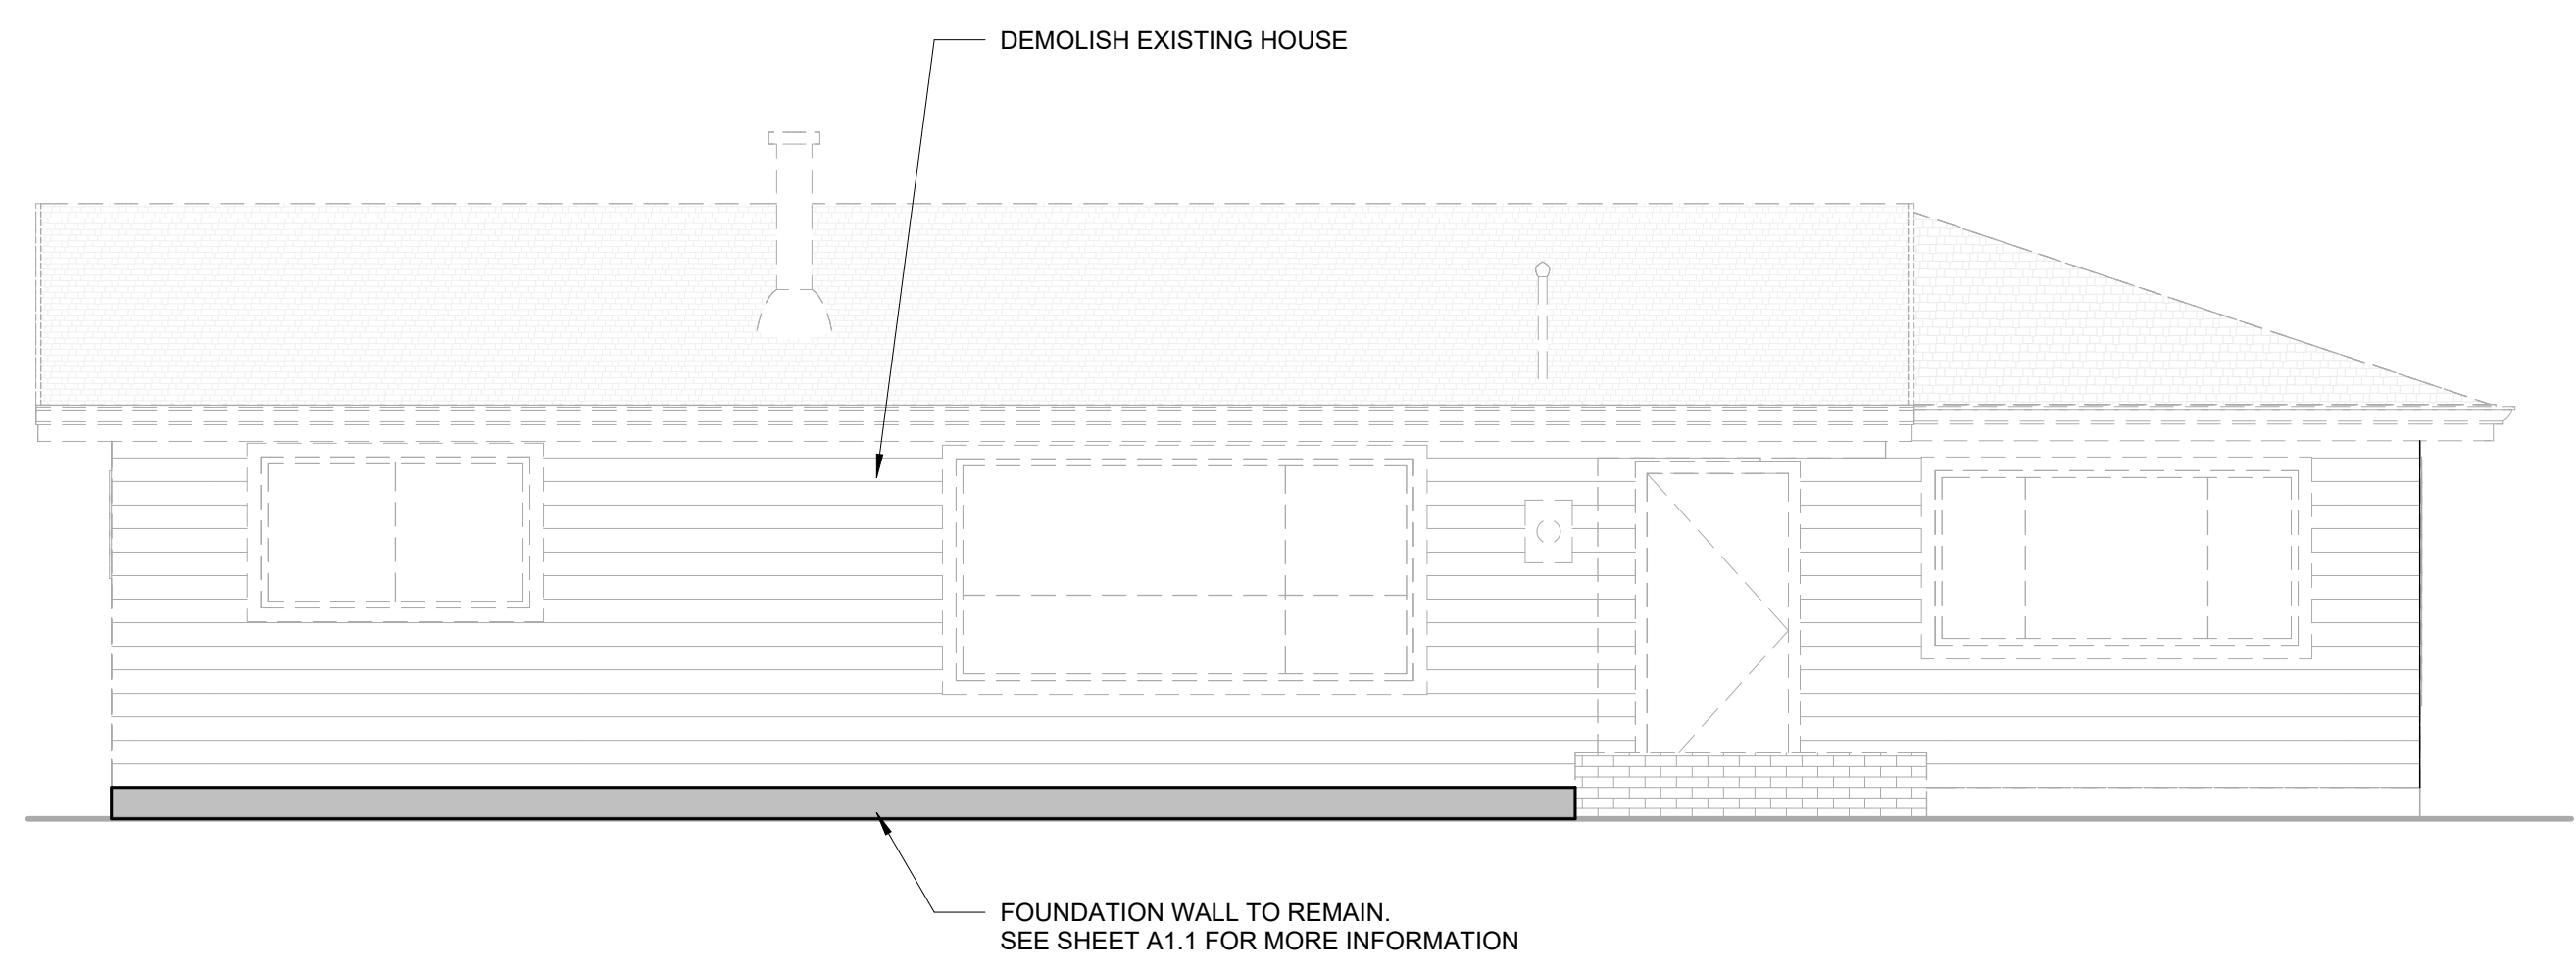 DEMOLISH EXISTING HOUSE
FOUNDATION WALL TO REMAIN.
SEE SHEET A1.1 FOR MORE INFORMATION